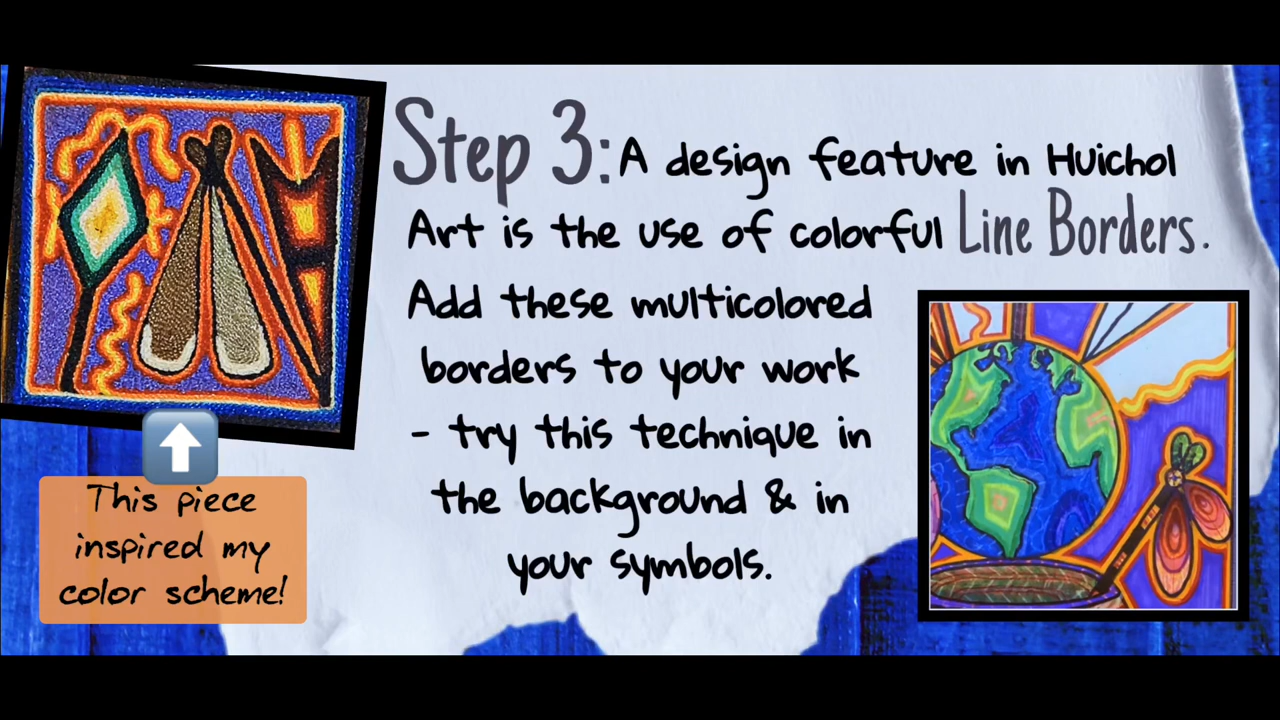 Step 3: A design feature in Huichol
Art is the use of colorful Line Borders.
Add these multicolored
borders to your work
- try this technique in
the background & in
your symbols.
This piece
inspired my
color scheme!